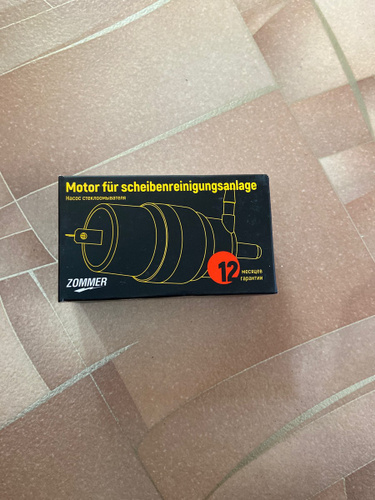 Motor für scheibenreinigungsanlage
Насос стеклоомывателя
ZOMMER
12 месяцев
гарантии